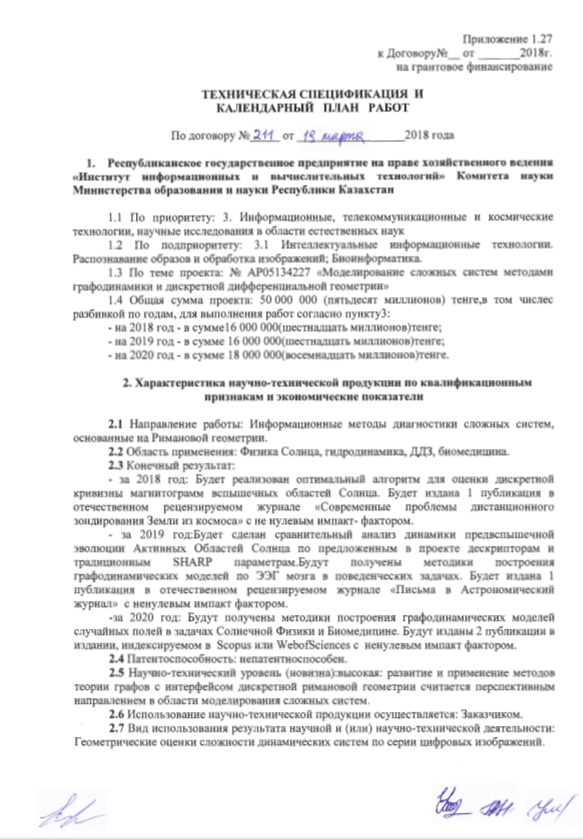 Приложение 1.27
к Договору№__ от _______2018г.
на грантовое финансирование
ТЕХНИЧЕСКАЯ СПЕЦИФИКАЦИЯ И
КАЛЕНДАРНЫЙ ПЛАН РАБОТ
По договору № 211 от 19 марта 2018 года
1. Республиканское государственное предприятие на праве хозяйственного ведения
«Институт информационных и вычислительных технологий» Комитета науки
Министерства образования и науки Республики Казахстан
1.1 По приоритету: 3. Информационные, телекоммуникационные и космические
технологии, научные исследования в области естественных наук
1.2 По подприоритету: 3.1 Интеллектуальные информационные технологии.
Распознавание образов и обработка изображений; Биоинформатика.
1.3 По теме проекта: № АР05134227 «Моделирование сложных систем методами
графодинамики и дискретной дифференциальной геометрии»
1.4 Общая сумма проекта: 50 000 000 (пятьдесят миллионов) тенге,в том числес
разбивкой по годам, для выполнения работ согласно пункту3:
- на 2018 год - в сумме16 000 000(шестнадцать миллионов)тенге;
- на 2019 год - в сумме 16 000 000(шестнадцать миллионов)тенге;
- на 2020 год - в сумме 18 000 000(восемнадцать миллионов)тенге.
2. Характеристика научно-технической продукции по квалификационным
признакам и экономические показатели
2.1 Направление работы: Информационные методы диагностики сложных систем,
основанные на Римановой геометрии.
2.2 Область применения: Физика Солнца, гидродинамика, ДДЗ, биомедицина.
2.3 Конечный результат:
- за 2018 год: Будет реализован оптимальный алгоритм для оценки дискретной
кривизны магнитограмм вспышечных областей Солнца. Будет издана 1 публикация в
отечественном рецензируемом журнале «Современные проблемы дистанционного
зондирования Земли из космоса» с не нулевым импакт- фактором.
- за 2019 год:Будет сделан сравнительный анализ динамики предвспышечной
эволюции Активных Областей Солнца по предложенным в проекте дескрипторам и
традиционным SHARP параметрам.Будут получены методики построения
графодинамических моделей по ЭЭГ мозга в поведенческих задачах. Будет издана 1
публикация в отечественном рецензируемом журнале «Письма в Астрономический
журнал» с ненулевым импакт фактором.
-за 2020 год: Будут получены методики построения графодинамических моделей
случайных полей в задачах Солнечной Физики и Биомедицине. Будут изданы 2 публикации в
издании, индексируемом в Scopus или WebofSciences с ненулевым импакт фактором.
2.4 Патентоспособность: непатентноспособен.
2.5 Научно-технический уровень (новизна):высокая: развитие и применение методов
теории графов с интерфейсом дискретной римановой геометрии считается перспективным
направлением в области моделирования сложных систем.
2.6 Использование научно-технической продукции осуществляется: Заказчиком.
2.7 Вид использования результата научной и (или) научно-технической деятельности:
Геометрические оценки сложности динамических систем по серии цифровых изображений.